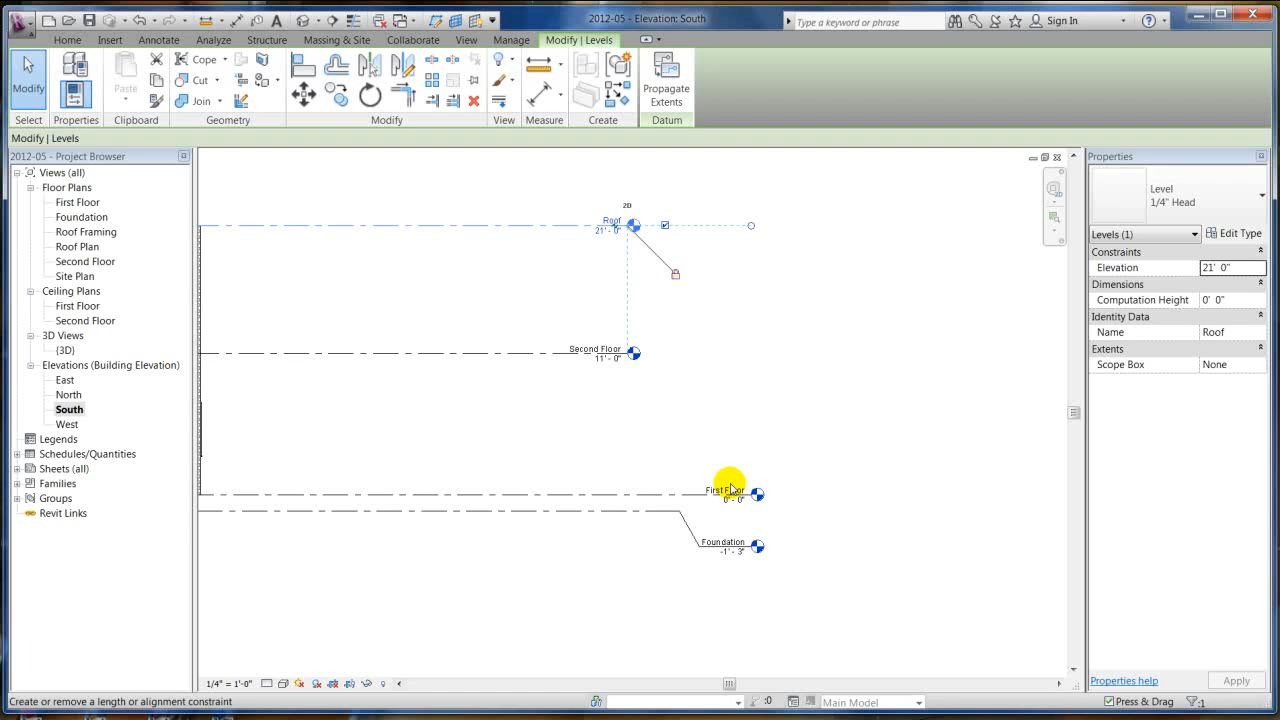 2012-05 - Elevation: South
Type a keyword or phrase
Sign In
Home Insert Annotate Analyze Structure Massing & Site Collaborate View Manage Modify | Levels
Modify
Paste
Cope
Cut
Join
Propagate
Extents
Select Properties Clipboard Geometry Modify View Measure Create Datum
Modify | Levels
2012-05 - Project Browser
Views (all)
Floor Plans
First Floor
Foundation
Roof Framing
Roof Plan
Second Floor
Site Plan
Ceiling Plans
First Floor
Second Floor
3D Views
{3D}
Elevations (Building Elevation)
East
North
South
West
Legends
Schedules/Quantities
Sheets (all)
Families
Groups
Revit Links
2D
Roof
21' - 0"
Second Floor
11' - 0"
First Floor
0' - 0"
Foundation
-1' - 3"
Properties
Level
1/4" Head
Levels (1) Edit Type
Constraints
Elevation 21' 0"
Dimensions
Computation Height 0' 0"
Identity Data
Name Roof
Extents
Scope Box None
Properties help Apply
1/4" = 1'-0"
Create or remove a length or alignment constraint
:0
Main Model
Press & Drag
:1